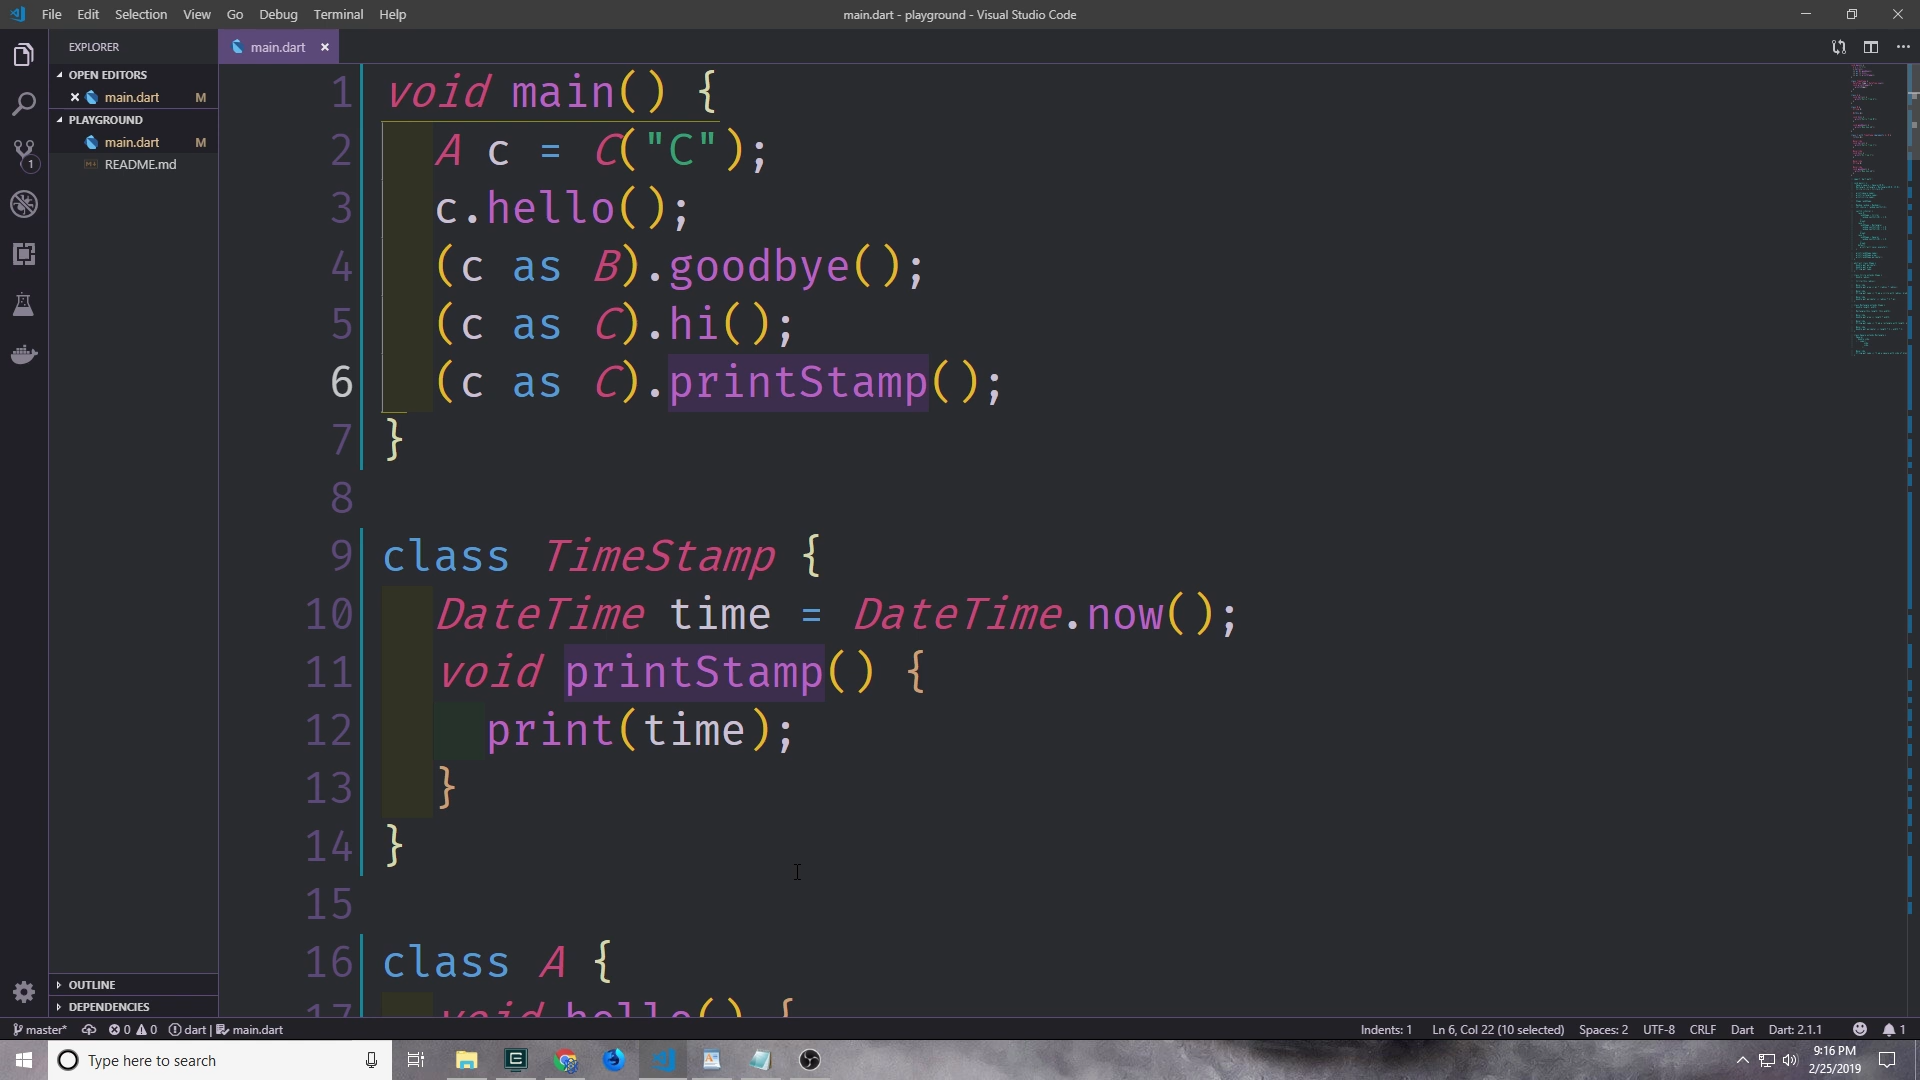 File Edit Selection View Go Debug Terminal Help
main.dart - playground - Visual Studio Code
EXPLORER
OPEN EDITORS
main.dart M
PLAYGROUND
main.dart M
README.md
1
OUTLINE
DEPENDENCIES
main.dart
1 void main() {
2 A c = C("C");
3 c.hello();
4 (c as B).goodbye();
5 (c as C).hi();
6 (c as C).printStamp();
7 }
8
9 class TimeStamp {
10 DateTime time = DateTime.now();
11 void printStamp() {
12 print(time);
13 }
14 }
15
16 class A {
17 void hello() {
master* 0 0 dart | main.dart
Indents: 1 Ln 6, Col 22 (10 selected) Spaces: 2 UTF-8 CRLF Dart Dart: 2.1.1 1
Type here to search
9:16 PM
2/25/2019